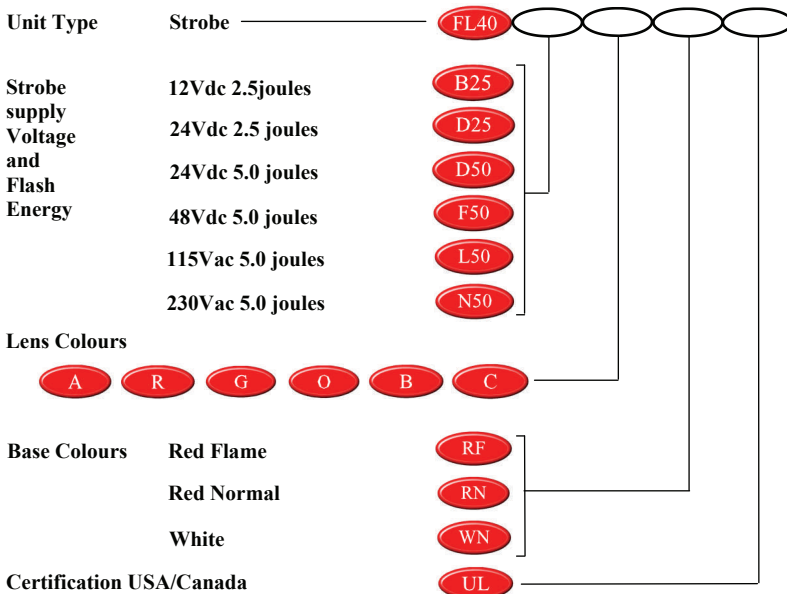 Unit Type Strobe FL40
Strobe supply Voltage and Flash Energy
12Vdc 2.5joules B25
24Vdc 2.5 joules D25
24Vdc 5.0 joules D50
48Vdc 5.0 joules F50
115Vac 5.0 joules L50
230Vac 5.0 joules N50
Lens Colours
A R G O B C
Base Colours Red Flame RF
Red Normal RN
White WN
Certification USA/Canada UL